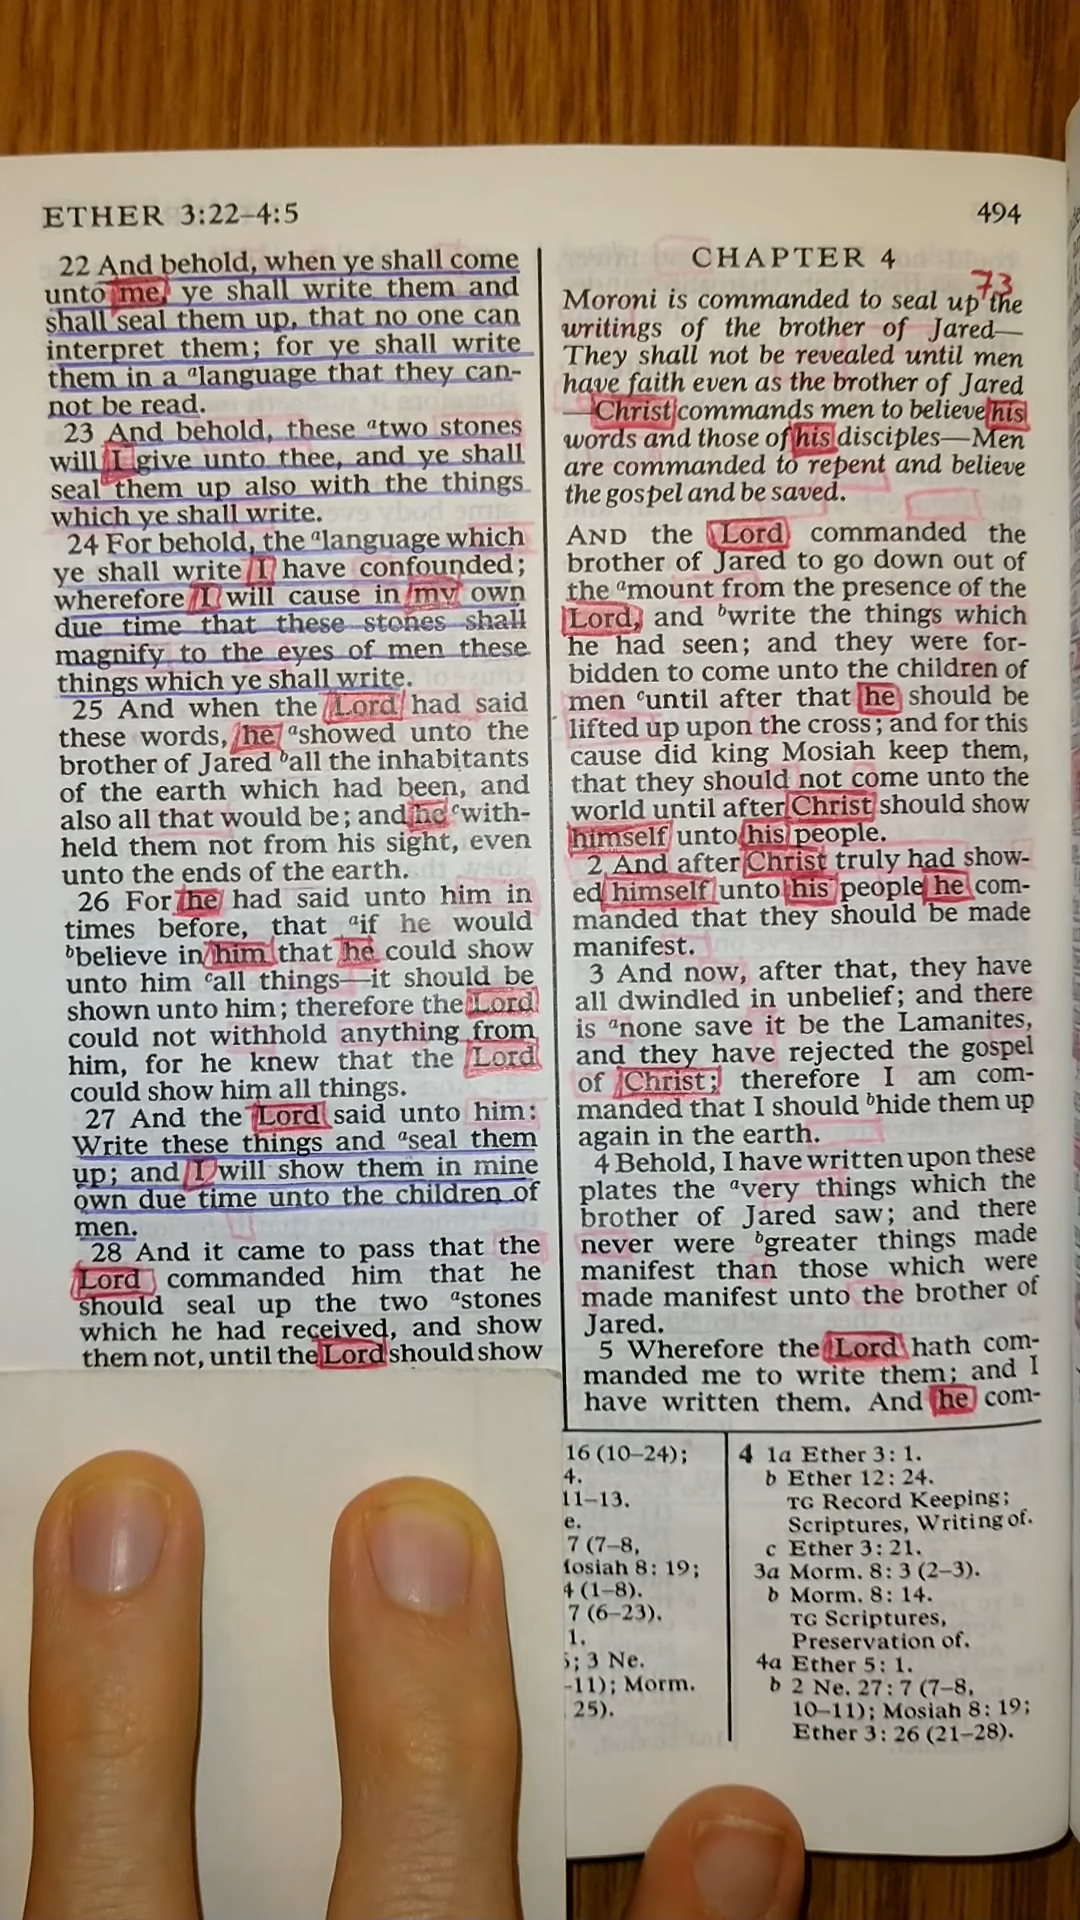 ETHER 3:22–4:5
494
22 And behold, when ye shall come
unto me, ye shall write them and
shall seal them up, that no one can
interpret them; for ye shall write
them in a ᵃlanguage that they can-
not be read.
23 And behold, these ᵃtwo stones
will I give unto thee, and ye shall
seal them up also with the things
which ye shall write.
24 For behold, the ᵃlanguage which
ye shall write I have confounded;
wherefore I will cause in my own
due time that these stones shall
magnify to the eyes of men these
things which ye shall write.
25 And when the Lord had said
these words, he ᵃshowed unto the
brother of Jared ᵇall the inhabitants
of the earth which had been, and
also all that would be; and he ᶜwith-
held them not from his sight, even
unto the ends of the earth.
26 For he had said unto him in
times before, that ᵃif he would
ᵇbelieve in him that he could show
unto him ᶜall things—it should be
shown unto him; therefore the Lord
could not withhold anything from
him, for he knew that the Lord
could show him all things.
27 And the Lord said unto him:
Write these things and ᵃseal them
up; and I will show them in mine
own due time unto the children of
men.
28 And it came to pass that the
Lord commanded him that he
should seal up the two ᵃstones
which he had received, and show
them not, until the Lord should show
CHAPTER 4
73
Moroni is commanded to seal up the
writings of the brother of Jared—
They shall not be revealed until men
have faith even as the brother of Jared
—Christ commands men to believe his
words and those of his disciples—Men
are commanded to repent and believe
the gospel and be saved.
AND the Lord commanded the
brother of Jared to go down out of
the ᵃmount from the presence of the
Lord, and ᵇwrite the things which
he had seen; and they were for-
bidden to come unto the children of
men ᶜuntil after that he should be
lifted up upon the cross; and for this
cause did king Mosiah keep them,
that they should not come unto the
world until after Christ should show
himself unto his people.
2 And after Christ truly had show-
ed himself unto his people he com-
manded that they should be made
manifest.
3 And now, after that, they have
all dwindled in unbelief; and there
is ᵃnone save it be the Lamanites,
and they have rejected the gospel
of Christ; therefore I am com-
manded that I should ᵇhide them up
again in the earth.
4 Behold, I have written upon these
plates the ᵃvery things which the
brother of Jared saw; and there
never were ᵇgreater things made
manifest than those which were
made manifest unto the brother of
Jared.
5 Wherefore the Lord hath com-
manded me to write them; and I
have written them. And he com-
16 (10–24);
4.
11–13.
e.
7 (7–8,
Mosiah 8: 19;
4 (1–8).
7 (6–23).
1.
5; 3 Ne.
–11); Morm.
25).
4 1a Ether 3: 1.
b Ether 12: 24.
TG Record Keeping;
Scriptures, Writing of.
c Ether 3: 21.
3a Morm. 8: 3 (2–3).
b Morm. 8: 14.
TG Scriptures,
Preservation of.
4a Ether 5: 1.
b 2 Ne. 27: 7 (7–8,
10–11); Mosiah 8: 19;
Ether 3: 26 (21–28).